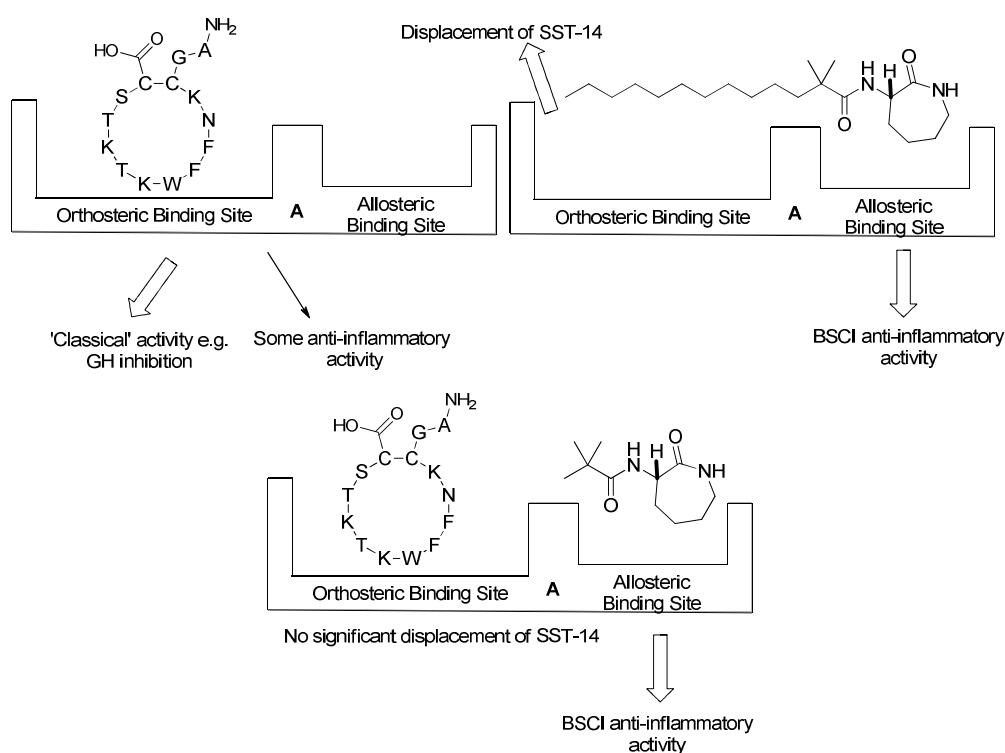 NH2
O
HO
G-A
C-C
S K
T N
K F
T F
K-W
Orthosteric Binding Site
A
Allosteric
Binding Site
'Classical' activity e.g.
GH inhibition
Some anti-inflammatory
activity
Displacement of SST-14
O
H H
N NH
O
Orthosteric Binding Site
A
Allosteric
Binding Site
BSCI anti-inflammatory
activity
NH2
O
HO
G-A
C-C
S K
T N
K F
T F
K-W
Orthosteric Binding Site
A
O
H H
N NH
O
Allosteric
Binding Site
No significant displacement of SST-14
BSCI anti-inflammatory
activity